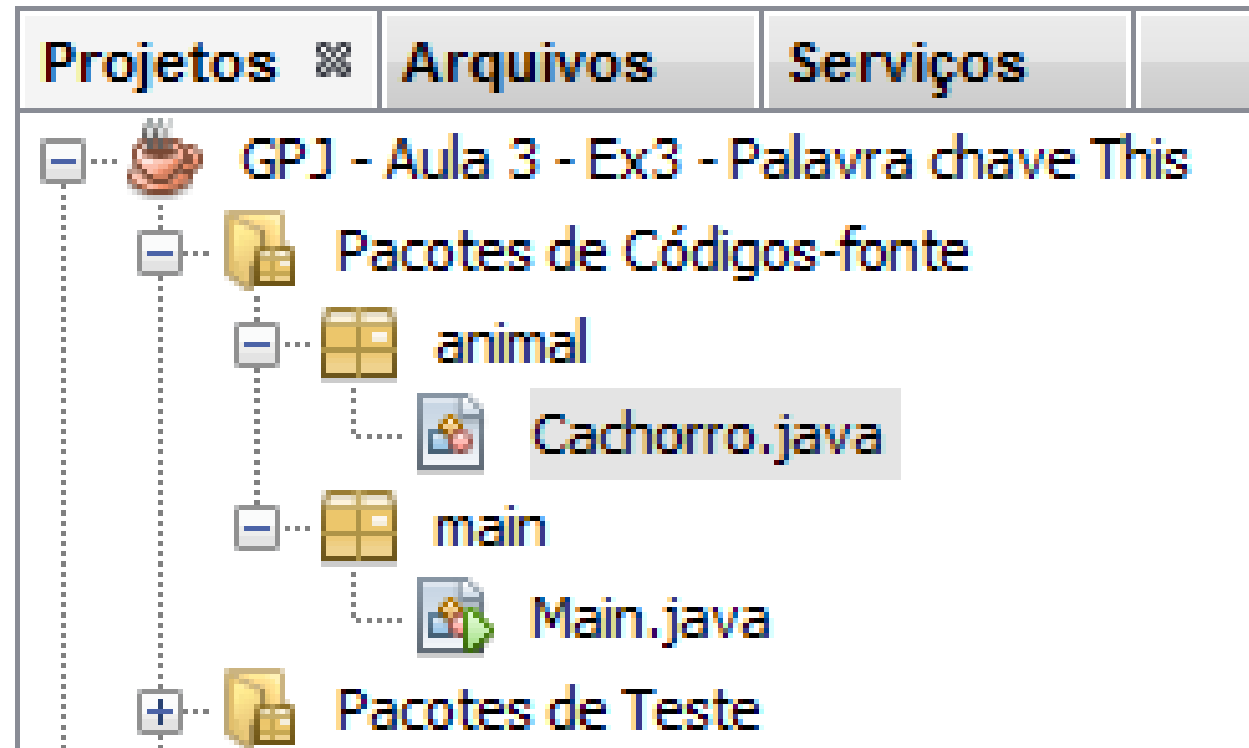 Projetos Arquivos Serviços
GPJ - Aula 3 - Ex3 - Palavra chave This
Pacotes de Códigos-fonte
animal
Cachorro.java
main
Main.java
Pacotes de Teste